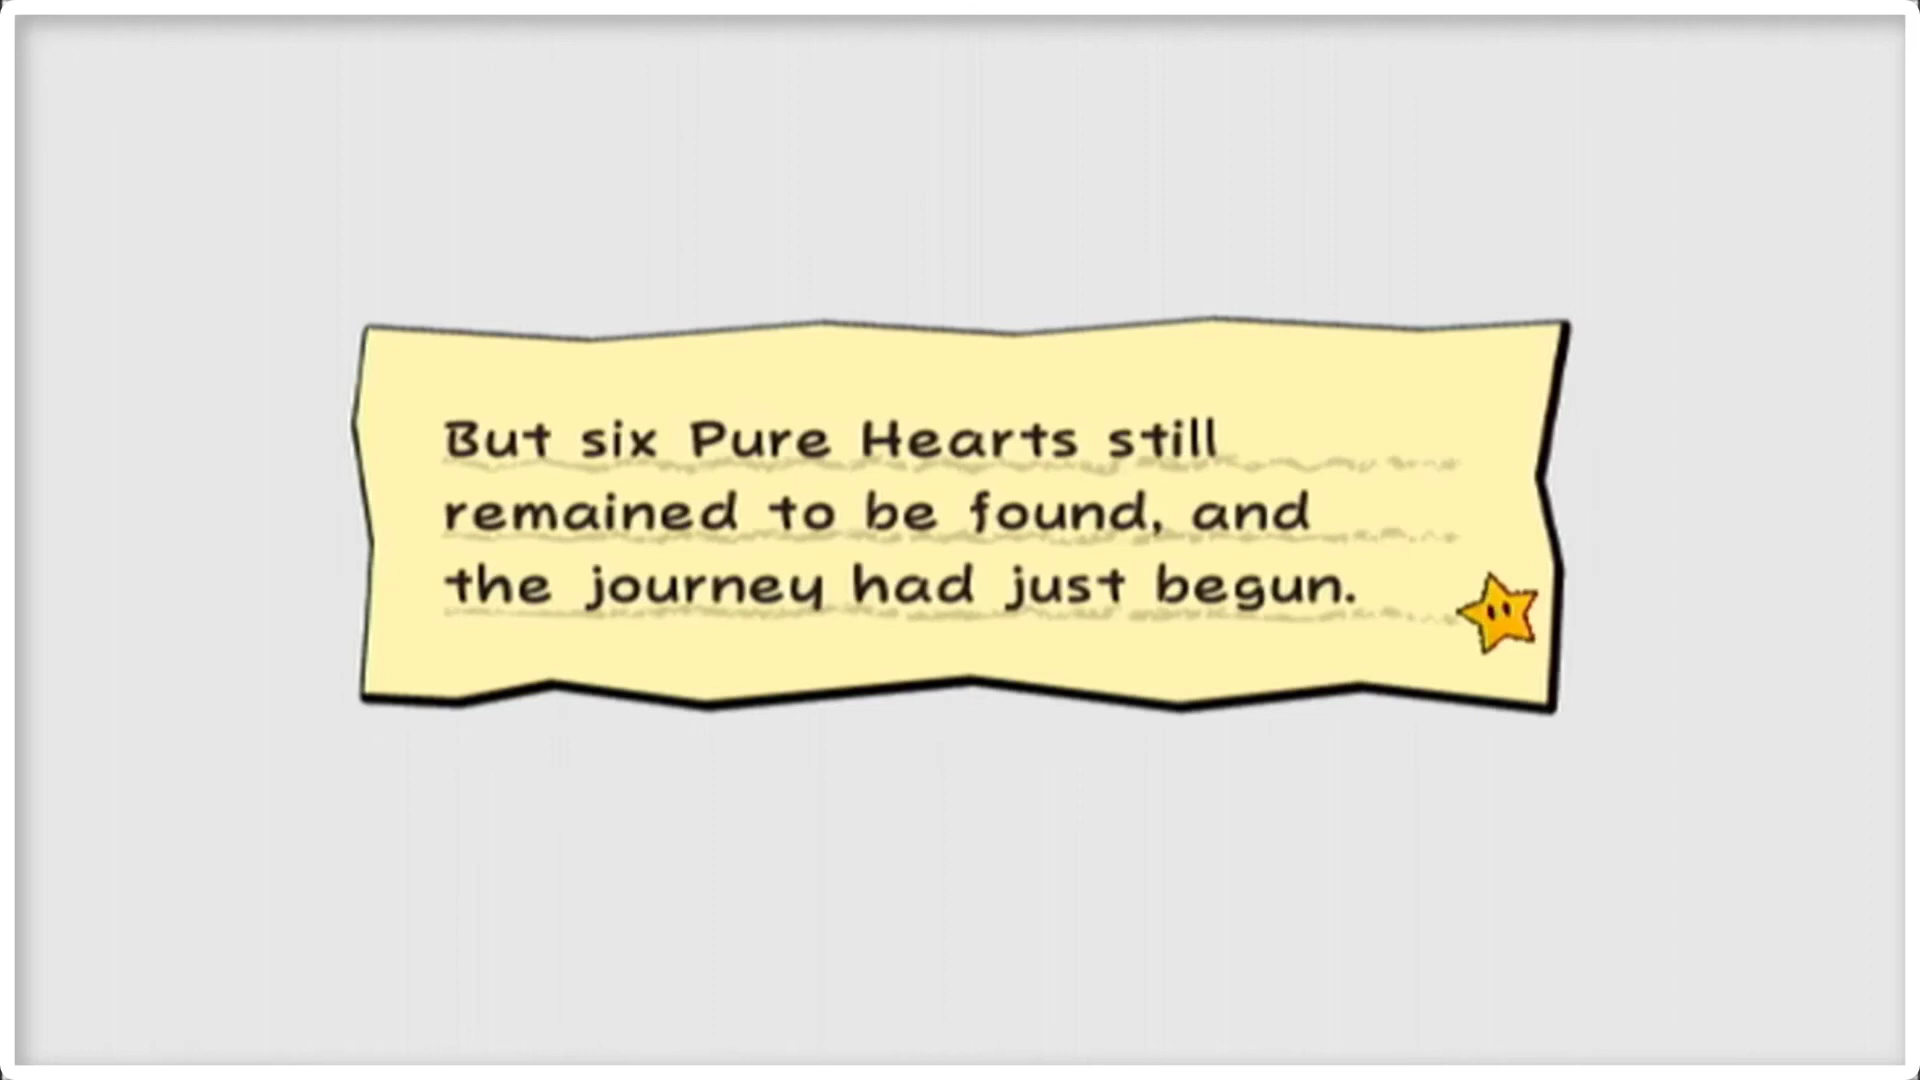 But six Pure Hearts still
remained to be found, and
the journey had just begun.